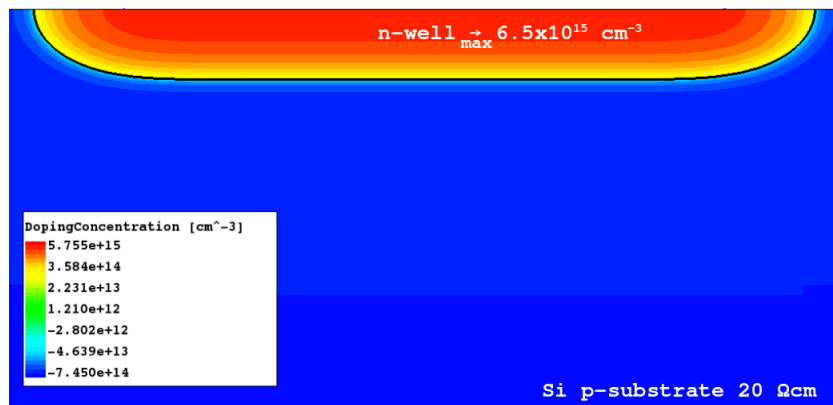 n-well → max 6.5x10¹⁵ cm⁻³
DopingConcentration [cm^-3]
5.755e+15
3.584e+14
2.231e+13
1.210e+12
-2.802e+12
-4.639e+13
-7.450e+14
Si p-substrate 20 Ωcm